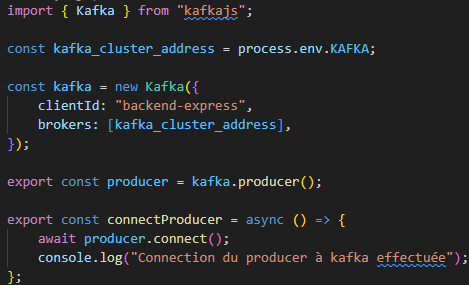 import { Kafka } from "kafkajs";
const kafka_cluster_address = process.env.KAFKA;
const kafka = new Kafka({
    clientId: "backend-express",
    brokers: [kafka_cluster_address],
});
export const producer = kafka.producer();
export const connectProducer = async () => {
    await producer.connect();
    console.log("Connection du producer à kafka effectuée");
};